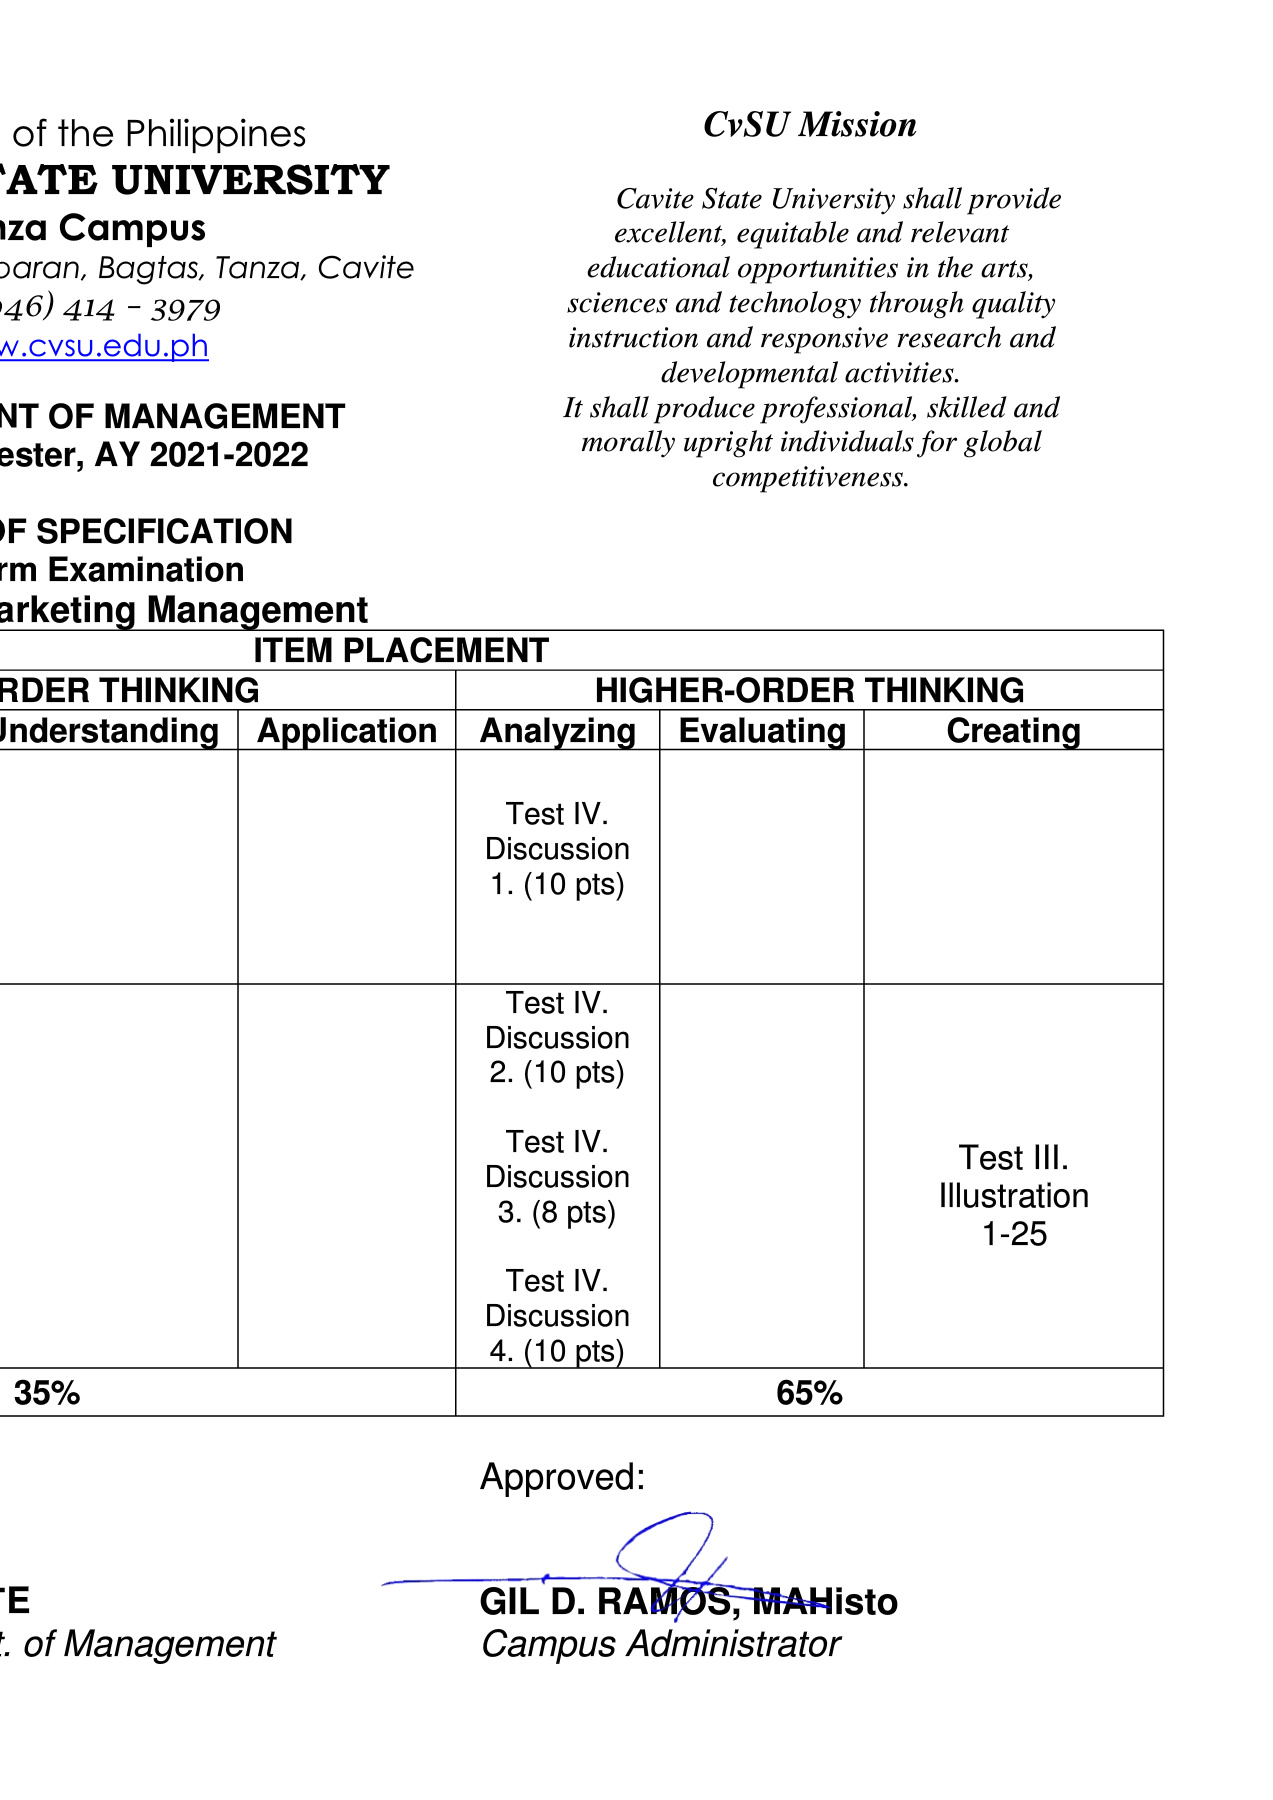 of the Philippines
TATE UNIVERSITY
nza Campus
paran, Bagtas, Tanza, Cavite
046) 414 – 3979
w.cvsu.edu.ph
NT OF MANAGEMENT
ester, AY 2021-2022
OF SPECIFICATION
rm Examination
arketing Management
CvSU Mission
Cavite State University shall provide
excellent, equitable and relevant
educational opportunities in the arts,
sciences and technology through quality
instruction and responsive research and
developmental activities.
It shall produce professional, skilled and
morally upright individuals for global
competitiveness.
ITEM PLACEMENT
RDER THINKING
HIGHER-ORDER THINKING
Understanding
Application
Analyzing
Evaluating
Creating
Test IV.
Discussion
1. (10 pts)
Test IV.
Discussion
2. (10 pts)
Test IV.
Discussion
3. (8 pts)
Test IV.
Discussion
4. (10 pts)
Test III.
Illustration
1-25
35%
65%
Approved:
TE
t. of Management
GIL D. RAMOS, MAHisto
Campus Administrator